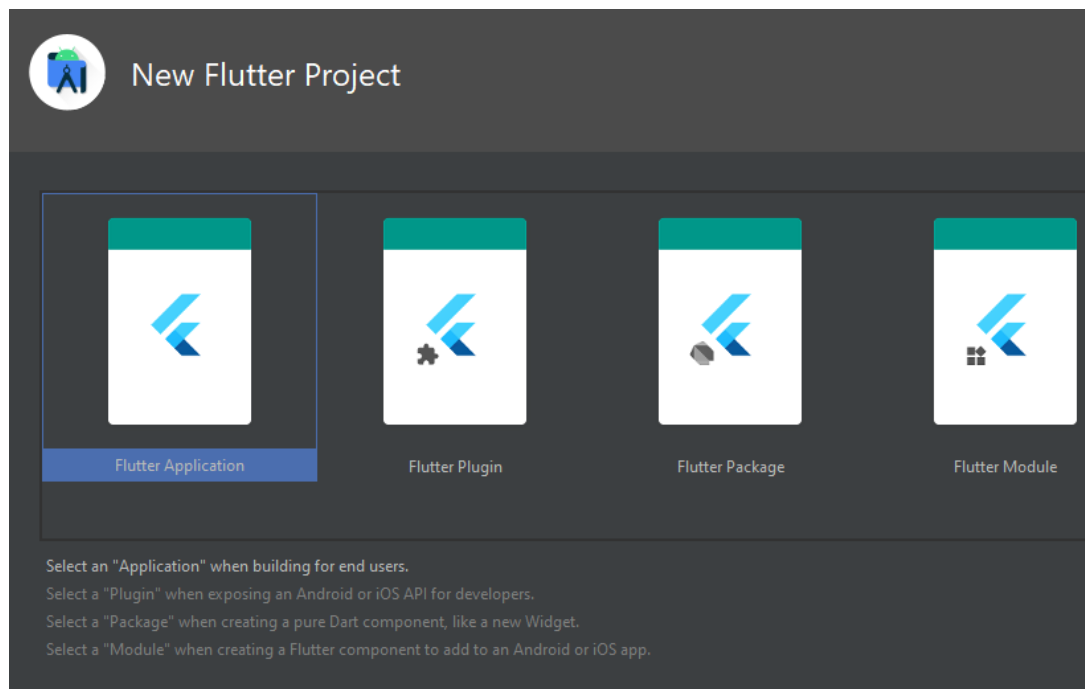 New Flutter Project
Flutter Application
Flutter Plugin
Flutter Package
Flutter Module
Select an "Application" when building for end users.
Select a "Plugin" when exposing an Android or iOS API for developers.
Select a "Package" when creating a pure Dart component, like a new Widget.
Select a "Module" when creating a Flutter component to add to an Android or iOS app.